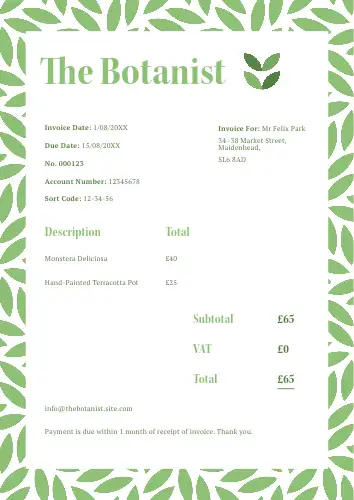 The Botanist
Invoice Date: 1/08/20XX
Due Date: 15/08/20XX
No. 000123
Account Number: 12345678
Sort Code: 12-34-56
Invoice For: Mr Felix Park
34-38 Market Street,
Maidenhead,
SL6 8AD
Description Total
Monstera Deliciosa £40
Hand-Painted Terracotta Pot £25
Subtotal £65
VAT £0
Total £65
info@thebotanist.site.com
Payment is due within 1 month of receipt of invoice. Thank you.